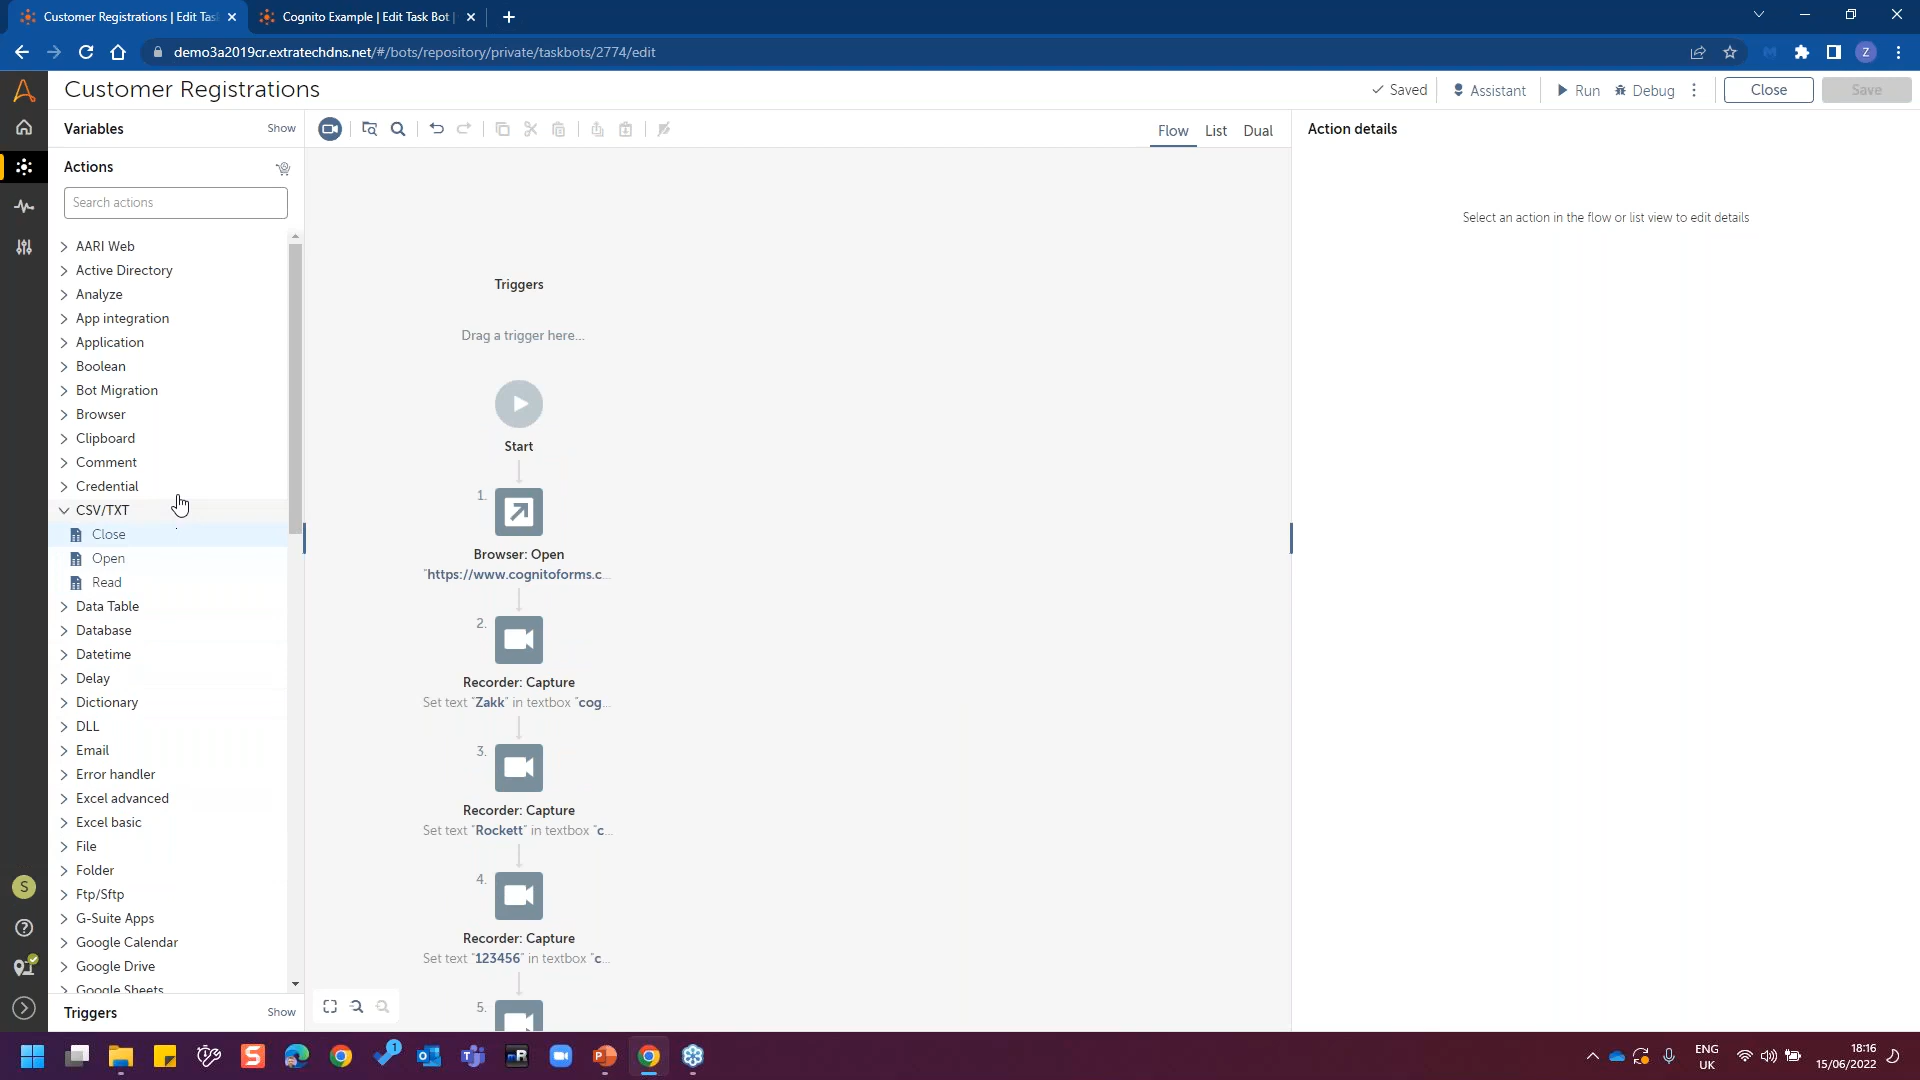 Customer Registrations | Edit Tas
Cognito Example | Edit Task Bot |
demo3a2019cr.extratechdns.net/#/bots/repository/private/taskbots/2774/edit
Z
Customer Registrations
Saved
Assistant
Run
Debug
Close
Save
Variables
Show
Flow
List
Dual
Action details
Actions
Search actions
Select an action in the flow or list view to edit details
AARI Web
Active Directory
Analyze
App integration
Application
Boolean
Bot Migration
Browser
Clipboard
Comment
Credential
CSV/TXT
Close
Open
Read
Data Table
Database
Datetime
Delay
Dictionary
DLL
Email
Error handler
Excel advanced
Excel basic
File
Folder
Ftp/Sftp
G-Suite Apps
Google Calendar
Google Drive
Google Sheets
Triggers
Show
Triggers
Drag a trigger here...
Start
1.
Browser: Open
"https://www.cognitoforms.c...
2.
Recorder: Capture
Set text "Zakk" in textbox "cog...
3.
Recorder: Capture
Set text "Rockett" in textbox "c...
4.
Recorder: Capture
Set text "123456" in textbox "c...
5.
S
1
ENG
UK
18:16
15/06/2022